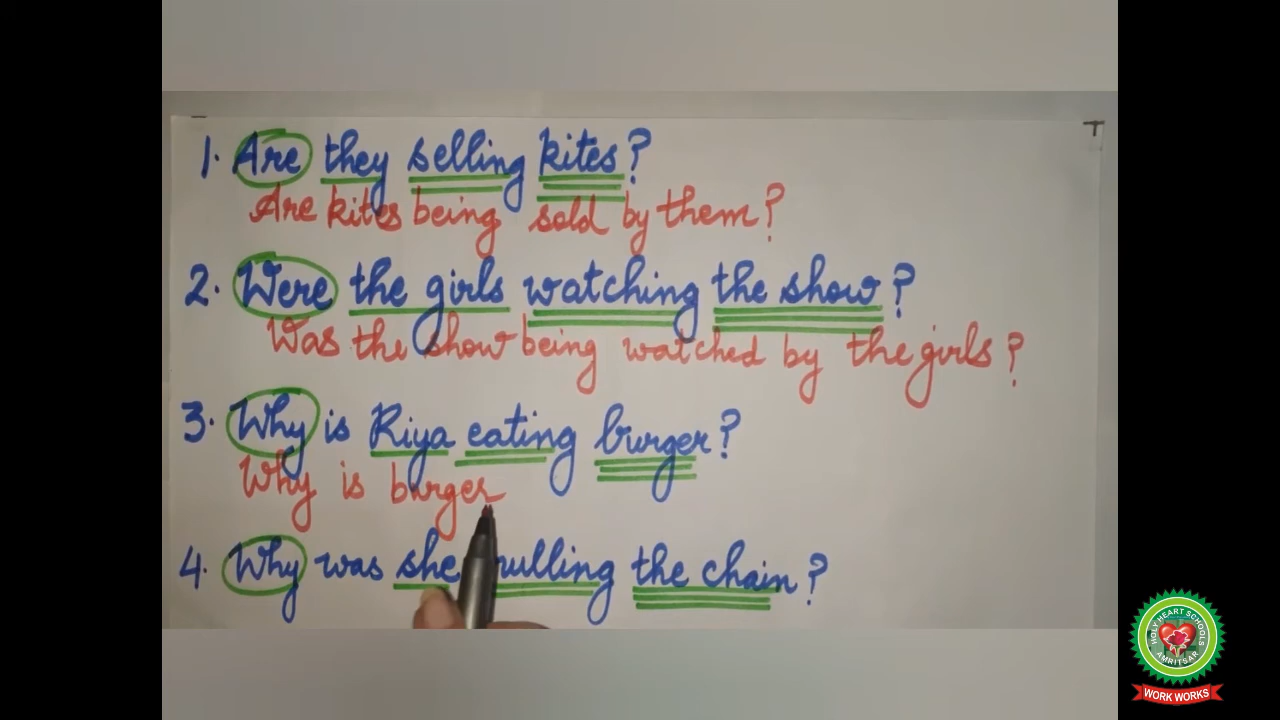 1. Are they selling kites?
Are kites being sold by them?
2. Were the girls watching the show?
Was the show being watched by the girls?
3. Why is Riya eating burger?
Why is burger
4. Why was she pulling the chain?
HOLY HEART SCHOOLS
AMRITSAR
WORK WORKS